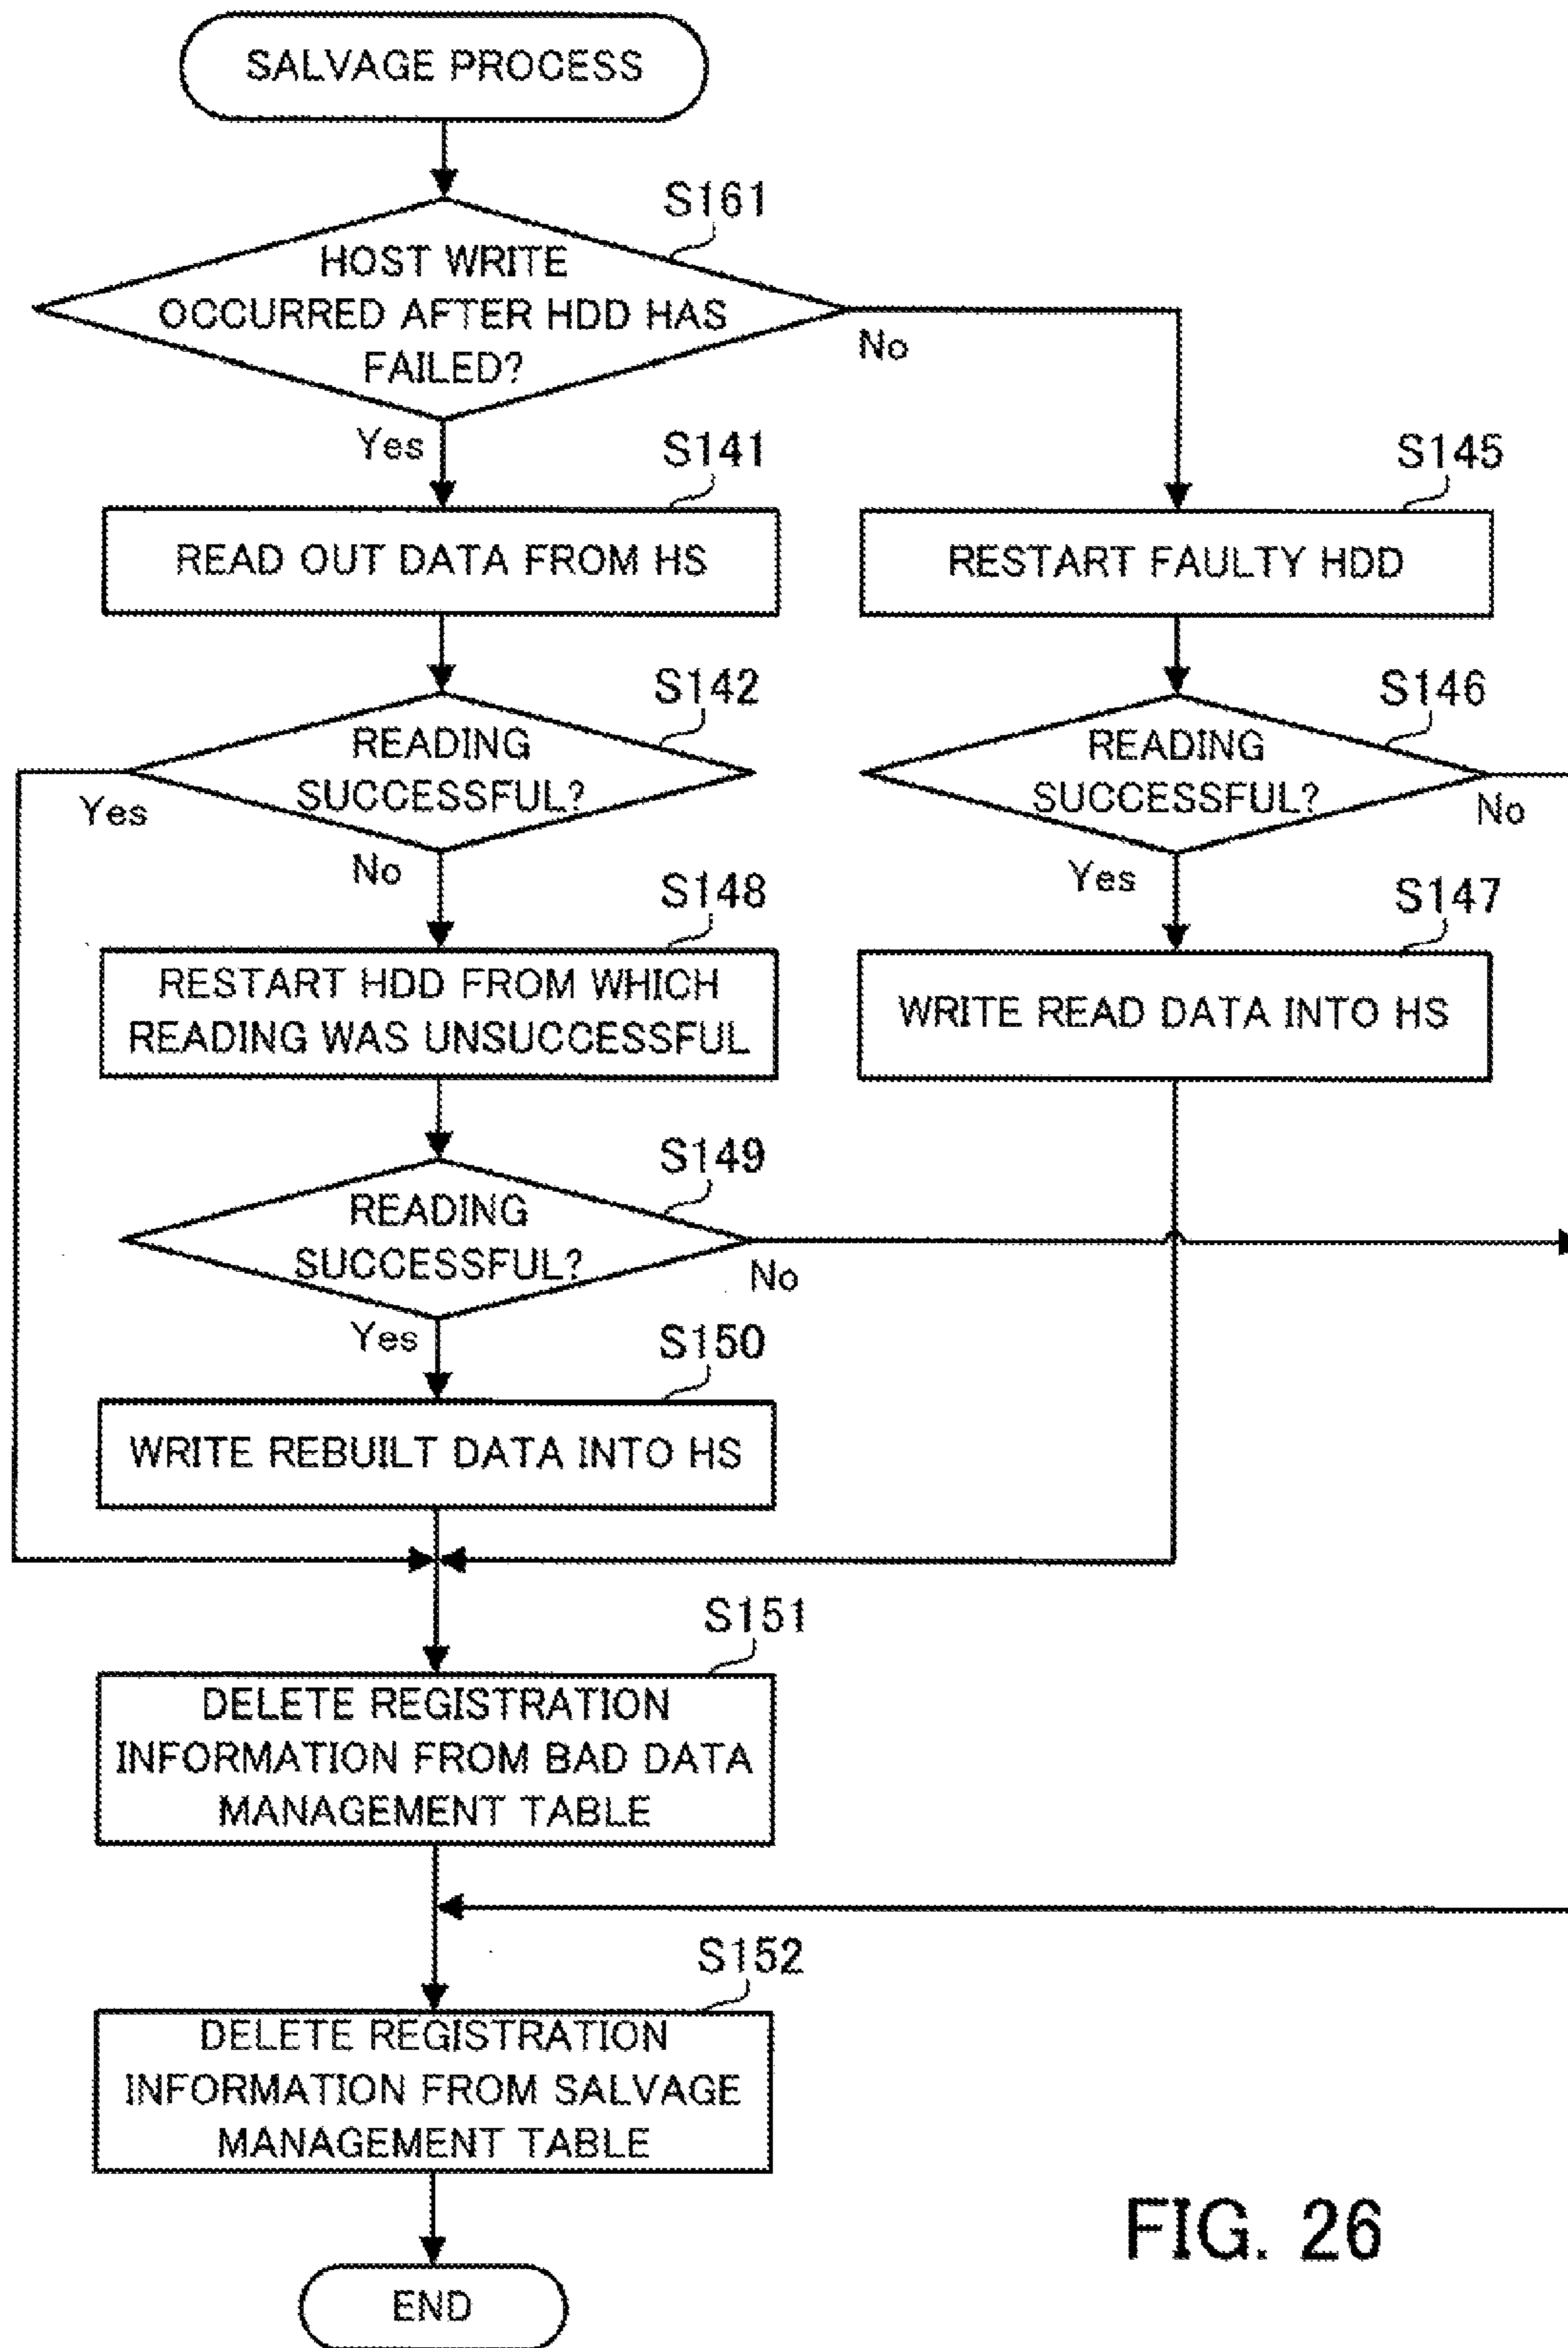 SALVAGE PROCESS
S161
HOST WRITE
OCCURRED AFTER HDD HAS
FAILED?
No
Yes
S141
READ OUT DATA FROM HS
S145
RESTART FAULTY HDD
S142
READING
SUCCESSFUL?
Yes
No
S146
READING
SUCCESSFUL?
No
Yes
S148
RESTART HDD FROM WHICH
READING WAS UNSUCCESSFUL
S147
WRITE READ DATA INTO HS
S149
READING
SUCCESSFUL?
No
Yes
S150
WRITE REBUILT DATA INTO HS
S151
DELETE REGISTRATION
INFORMATION FROM BAD DATA
MANAGEMENT TABLE
S152
DELETE REGISTRATION
INFORMATION FROM SALVAGE
MANAGEMENT TABLE
END
FIG. 26